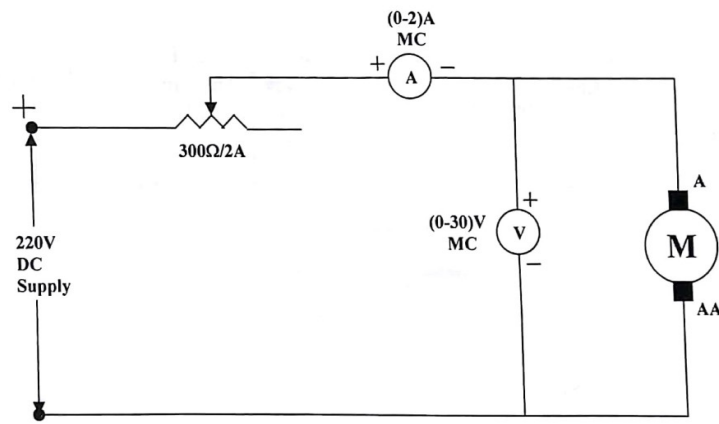 (0-2)A
MC
+ A −
+
300Ω/2A
A
+
(0-30)V
MC
V
−
M
220V
DC
Supply
AA